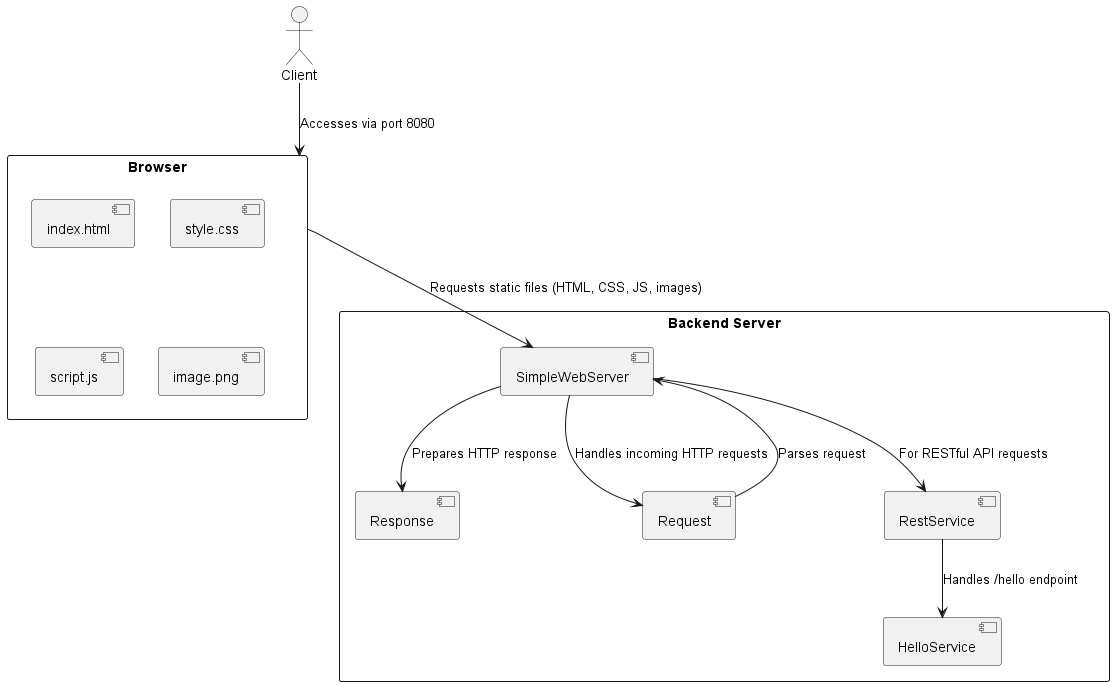 Client
Accesses via port 8080
Browser
index.html
style.css
Requests static files (HTML, CSS, JS, images)
Backend Server
script.js
image.png
SimpleWebServer
Prepares HTTP response
Handles incoming HTTP requests
Parses request
For RESTful API requests
Response
Request
RestService
Handles /hello endpoint
HelloService